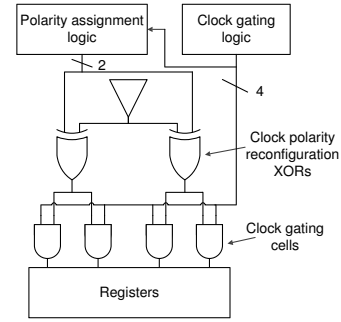 Polarity assignment
logic
Clock gating
logic
2
4
Clock polarity
reconfiguration
XORs
Clock gating
cells
Registers